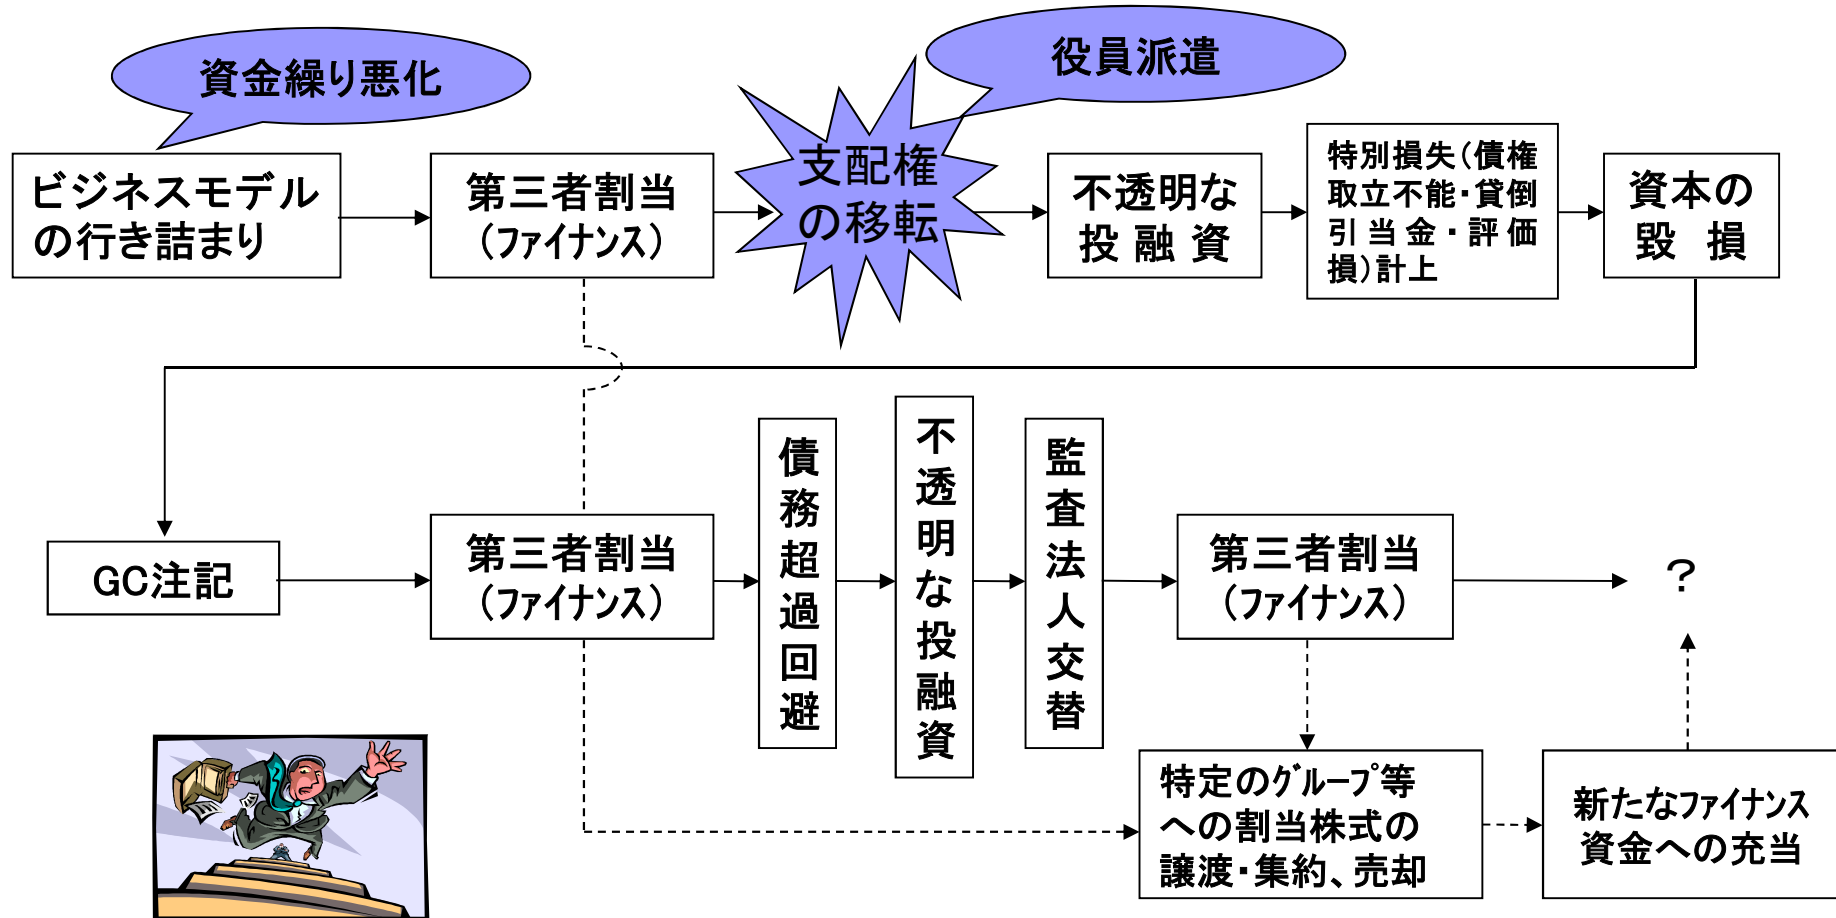 資金繰り悪化
役員派遣
ビジネスモデル
の行き詰まり
第三者割当
（ファイナンス）
支配権
の移転
不透明な
投融資
特別損失（債権
取立不能・貸倒
引当金・評価
損）計上
資本の
毀損
GC注記
第三者割当
（ファイナンス）
債務超過回避
不透明な投融資
監査法人交替
第三者割当
（ファイナンス）
？
特定のグループ等
への割当株式の
譲渡・集約、売却
新たなファイナンス
資金への充当